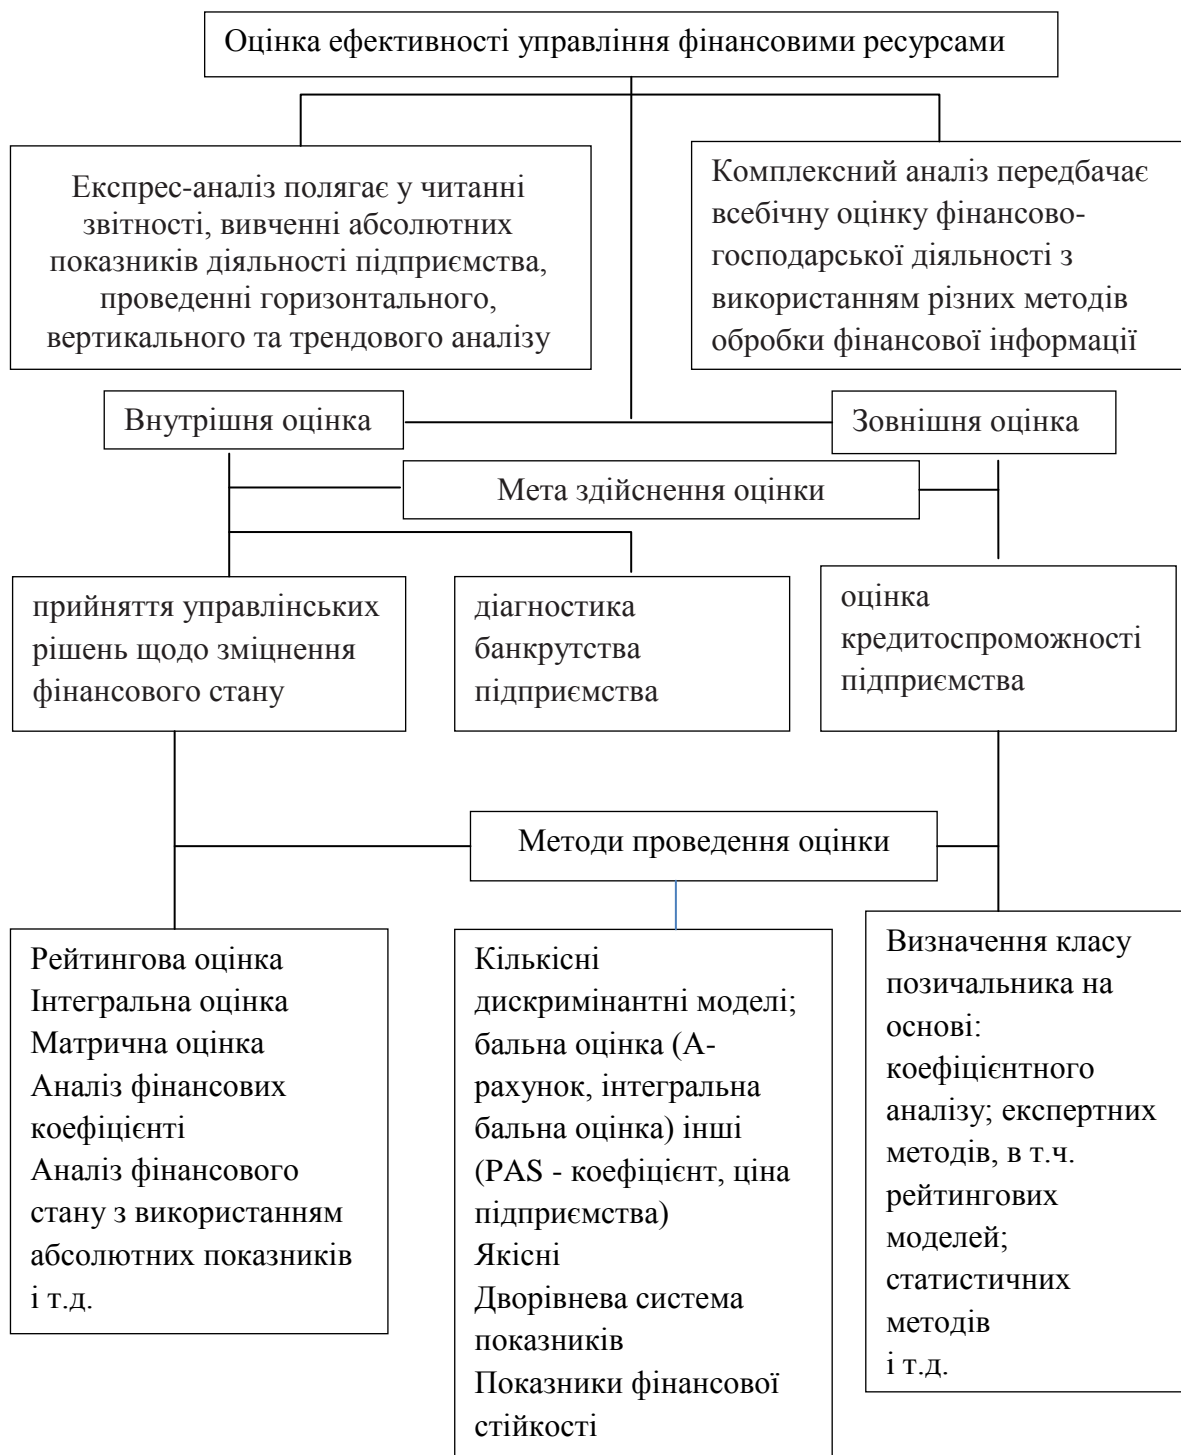 Оцінка ефективності управління фінансовими ресурсами
Експрес-аналіз полягає у читанні
звітності, вивченні абсолютних
показників діяльності підприємства,
проведенні горизонтального,
вертикального та трендового аналізу
Комплексний аналіз передбачає
всебічну оцінку фінансово-
господарської діяльності з
використанням різних методів
обробки фінансової інформації
Внутрішня оцінка
Зовнішня оцінка
Мета здійснення оцінки
прийняття управлінських
рішень щодо зміцнення
фінансового стану
діагностика
банкрутства
підприємства
оцінка
кредитоспроможності
підприємства
Методи проведення оцінки
Рейтингова оцінка
Інтегральна оцінка
Матрична оцінка
Аналіз фінансових
коефіцієнті
Аналіз фінансового
стану з використанням
абсолютних показників
і т.д.
Кількісні
дискримінантні моделі;
бальна оцінка (А-
рахунок, інтегральна
бальна оцінка) інші
(PAS - коефіцієнт, ціна
підприємства)
Якісні
Дворівнева система
показників
Показники фінансової
стійкості
Визначення класу
позичальника на
основі:
коефіцієнтного
аналізу; експертних
методів, в т.ч.
рейтингових
моделей;
статистичних
методів
і т.д.